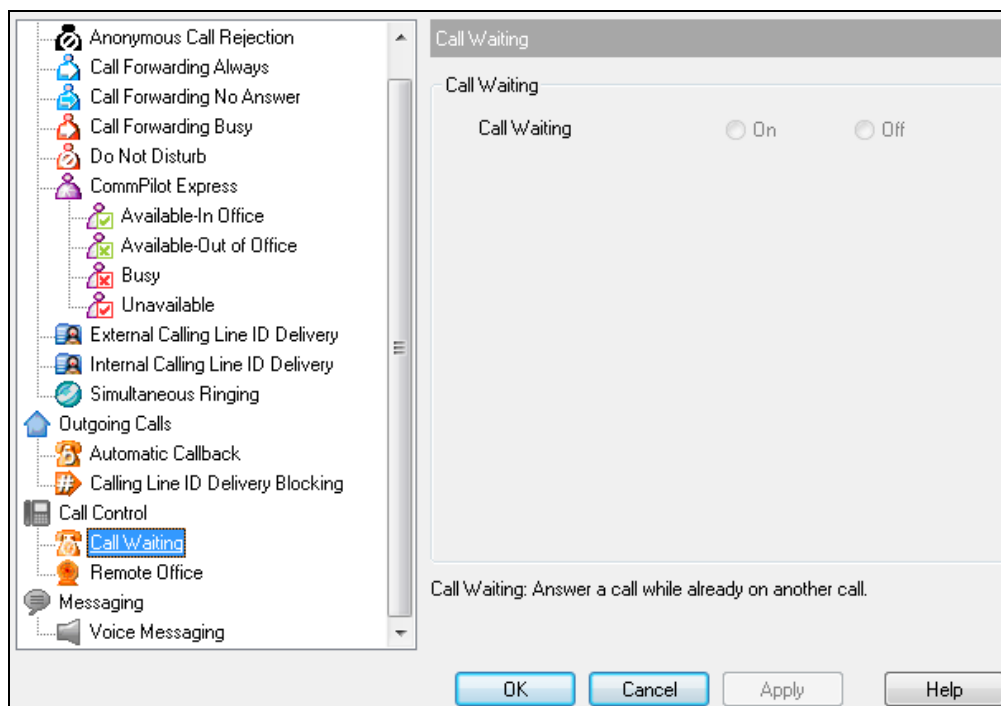 Anonymous Call Rejection
Call Forwarding Always
Call Forwarding No Answer
Call Forwarding Busy
Do Not Disturb
CommPilot Express
Available-In Office
Available-Out of Office
Busy
Unavailable
External Calling Line ID Delivery
Internal Calling Line ID Delivery
Simultaneous Ringing
Outgoing Calls
Automatic Callback
Calling Line ID Delivery Blocking
Call Control
Call Waiting
Remote Office
Messaging
Voice Messaging
Call Waiting
Call Waiting
Call Waiting On Off
Call Waiting: Answer a call while already on another call.
OK Cancel Apply Help